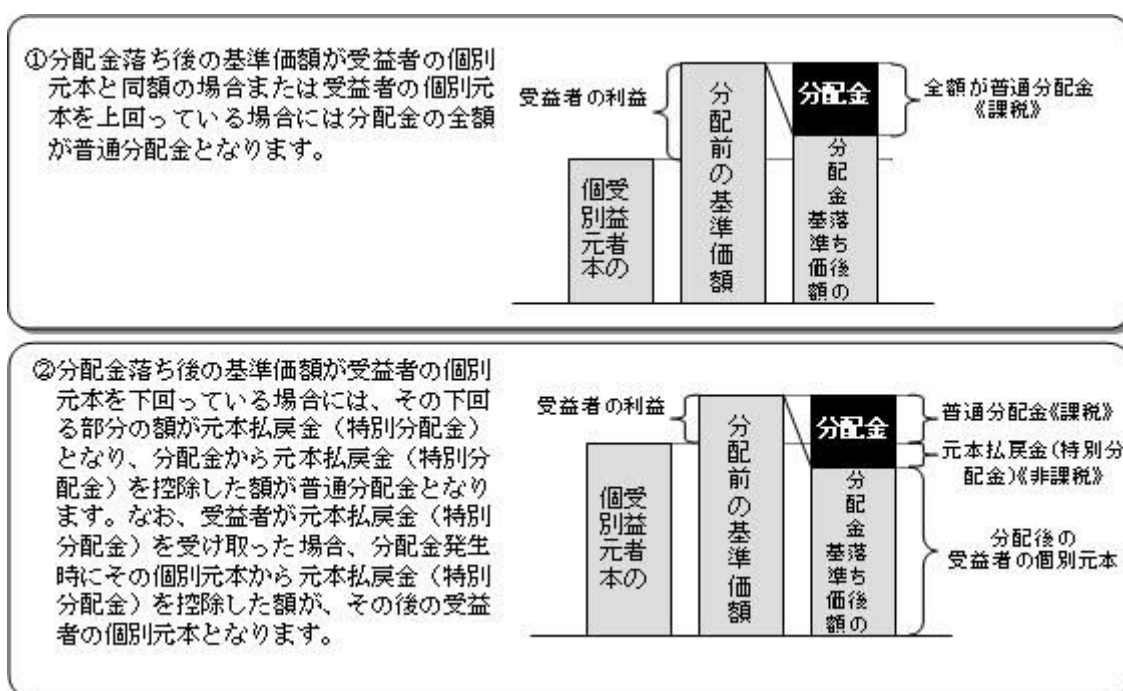 ①分配金落ち後の基準価額が受益者の個別
元本と同額の場合または受益者の個別元
本を上回っている場合には分配金の全額
が普通分配金となります。
受益者の利益
受益者の
個別元本
分配前の基準価額
分配金
分配金落ち後の
基準価額
全額が普通分配金
《課税》
②分配金落ち後の基準価額が受益者の個別
元本を下回っている場合には、その下回
る部分の額が元本払戻金（特別分配金）
となり、分配金から元本払戻金（特別分
配金）を控除した額が普通分配金となり
ます。なお、受益者が元本払戻金（特別
分配金）を受け取った場合、分配金発生
時にその個別元本から元本払戻金（特別
分配金）を控除した額が、その後の受益
者の個別元本となります。
受益者の利益
受益者の
個別元本
分配前の基準価額
分配金
分配金落ち後の
基準価額
普通分配金《課税》
元本払戻金(特別分
配金)《非課税》
分配後の
受益者の個別元本